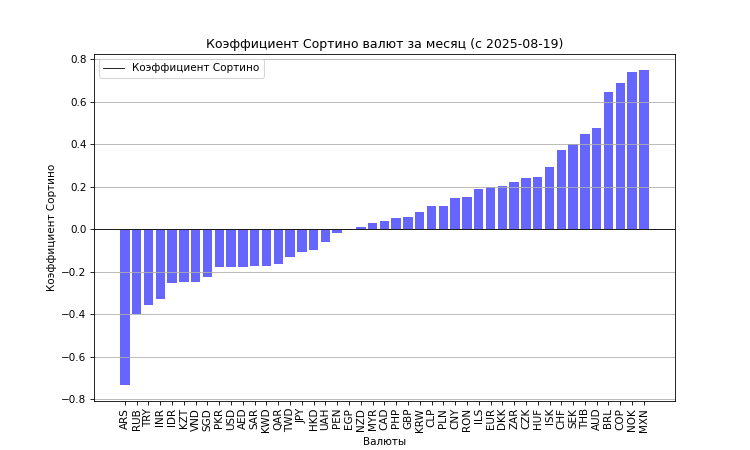 Коэффициент Сортино валют за месяц (с 2025-08-19)
Коэффициент Сортино
Коэффициент Сортино
0.8
0.6
0.4
0.2
0.0
−0.2
−0.4
−0.6
−0.8
ARS RUB TRY INR IDR KZT VND SGD PKR USD AED SAR KWD QAR TWD JPY HKD UAH PEN EGP NZD MYR CAD PHP GBP KRW CLP PLN CNY RON ILS EUR DKK ZAR CZK HUF ISK CHF SEK THB AUD BRL COP NOK MXN
Валюты